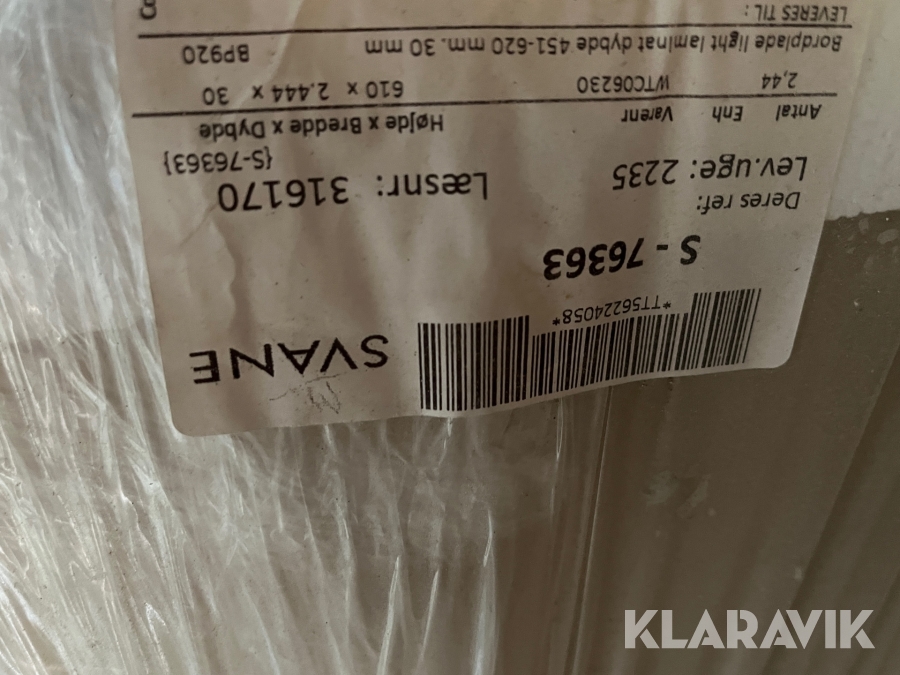 SVANE
*TT56224058*
S - 76363
Deres ref:
Lev.uge: 2235 Læsnr: 316170
{S-76363}
Antal Enh Varenr Højde x Bredde x Dybde
2,44 WTC06230 610 x 2.444 x 30
Bordplade light laminat dybde 451-620 mm. 30 mm BP920
LEVERES TIL:
KLARAVIK